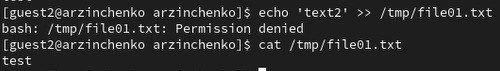 [guest2@arzinchenko arzinchenko]$ echo 'text2' >> /tmp/file01.txt
bash: /tmp/file01.txt: Permission denied
[guest2@arzinchenko arzinchenko]$ cat /tmp/file01.txt
test